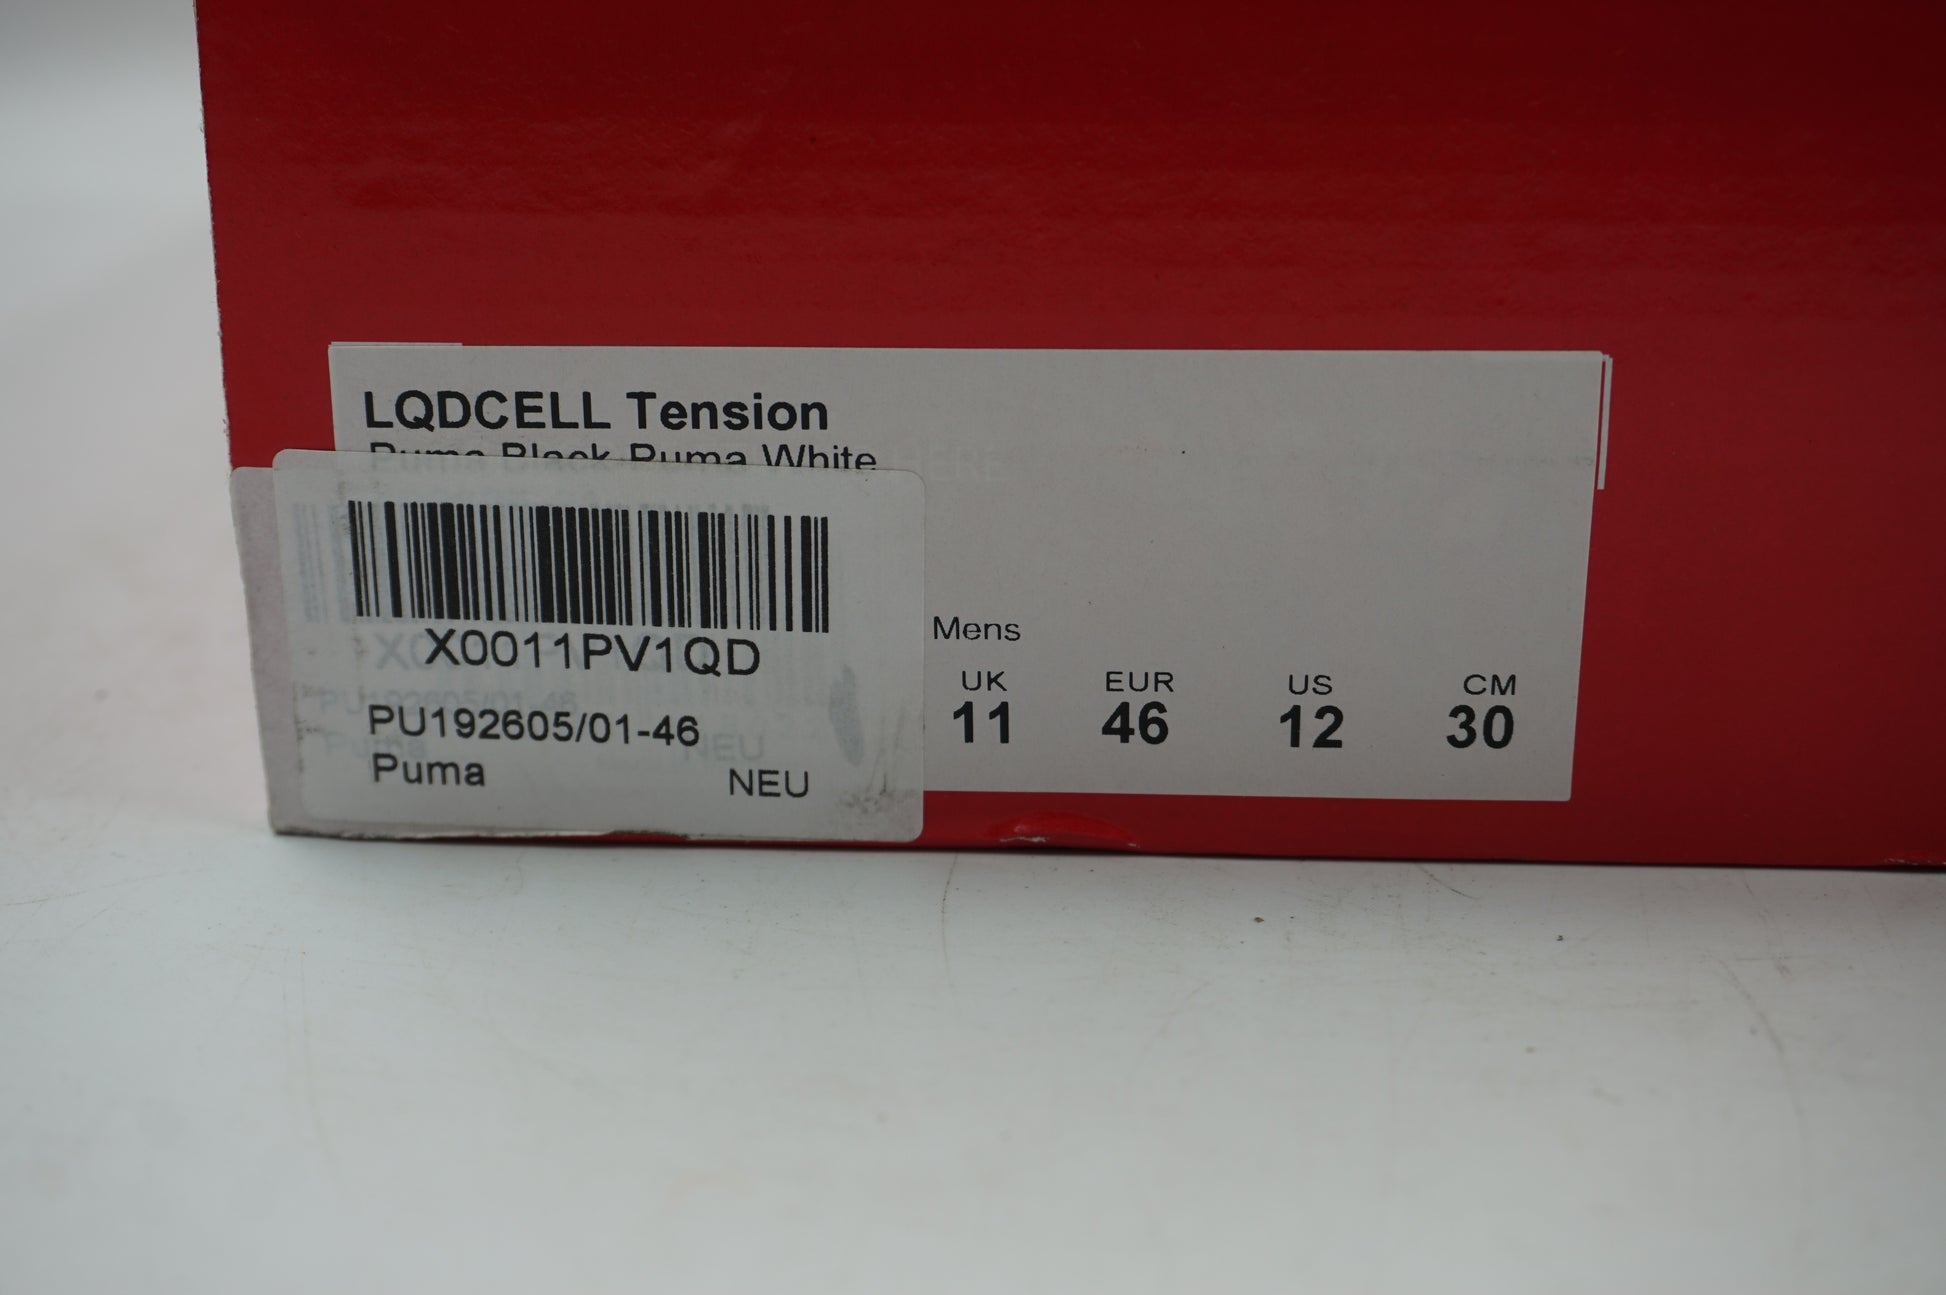 LQDCELL Tension
Puma Black-Puma White
X0011PV1QD
PU192605/01-46
Puma NEU
Mens
UK EUR US CM
11 46 12 30